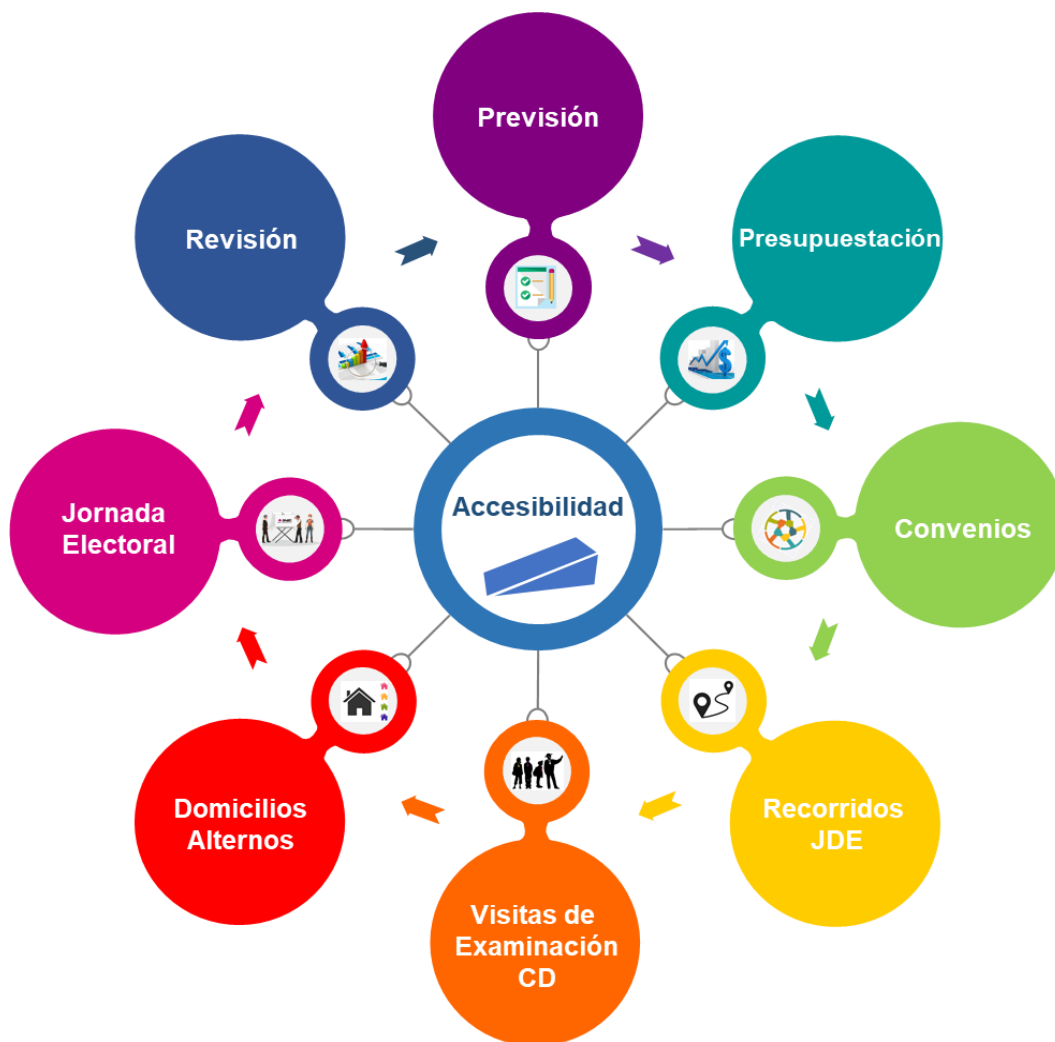 Previsión
Presupuestación
Convenios
Recorridos
JDE
Visitas de
Examinación
CD
Domicilios
Alternos
Jornada
Electoral
Revisión
Accesibilidad